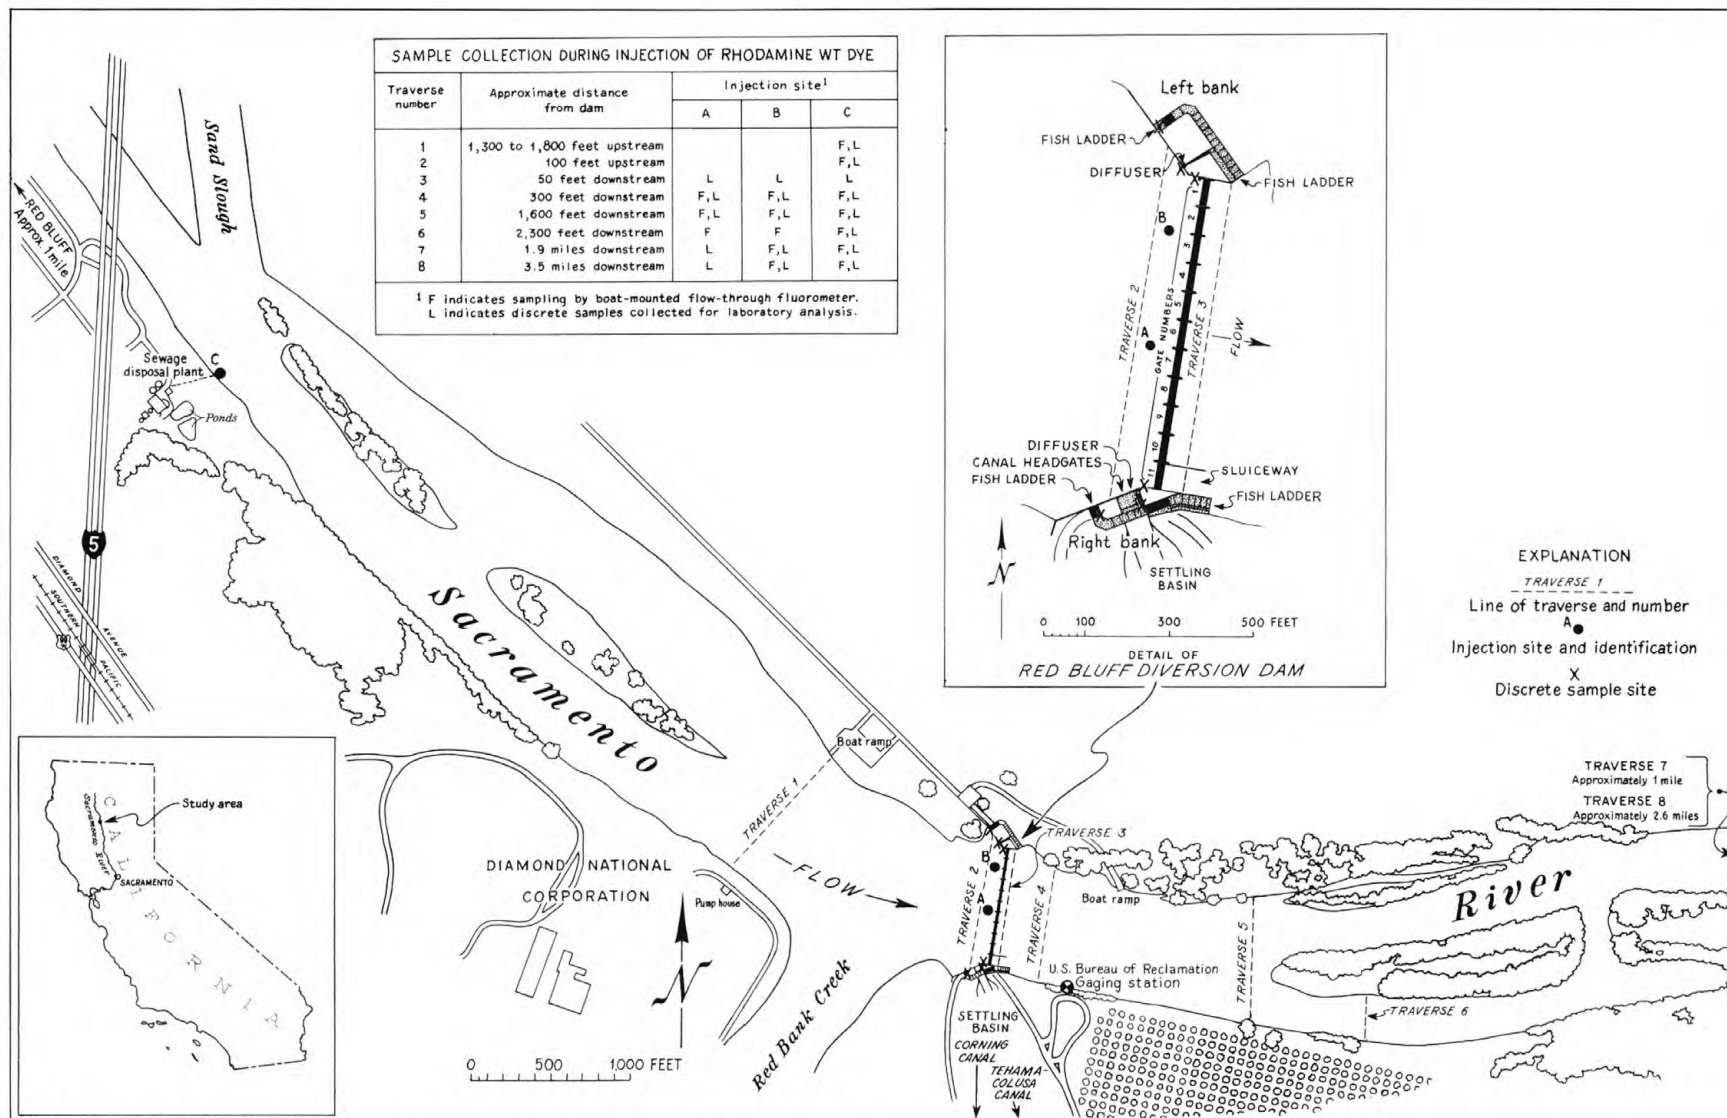 SAMPLE COLLECTION DURING INJECTION OF RHODAMINE WT DYE
Traverse number
Approximate distance from dam
Injection site¹
A B C
1 1,300 to 1,800 feet upstream F,L
2 100 feet upstream F,L
3 50 feet downstream L L L
4 300 feet downstream F,L F,L F,L
5 1,600 feet downstream F,L F,L F,L
6 2,300 feet downstream F F F,L
7 1.9 miles downstream L F,L F,L
8 3.5 miles downstream L F,L F,L
¹ F indicates sampling by boat-mounted flow-through fluorometer.
L indicates discrete samples collected for laboratory analysis.
Left bank
FISH LADDER
DIFFUSER
FISH LADDER
B
A
TRAVERSE 2
GATE NUMBERS
1
2
3
4
5
6
7
8
9
10
11
TRAVERSE 3
FLOW
DIFFUSER
CANAL HEADGATES
FISH LADDER
SLUICEWAY
FISH LADDER
Right bank
SETTLING
BASIN
N
0 100 300 500 FEET
DETAIL OF
RED BLUFF DIVERSION DAM
EXPLANATION
TRAVERSE 1
Line of traverse and number
A
Injection site and identification
X
Discrete sample site
Sand Slough
RED BLUFF
Approx. 1 mile
Sewage
disposal plant
C
Ponds
5
DIAMOND AVENUE
SOUTHERN PACIFIC
99
Sacramento
Boat ramp
TRAVERSE 1
DIAMOND NATIONAL
CORPORATION
Pump house
FLOW
N
0 500 1000 FEET
Red Bank Creek
TRAVERSE 2
B
A
TRAVERSE 3
TRAVERSE 4
Boat ramp
U.S. Bureau of Reclamation
Gaging station
SETTLING
BASIN
CORNING
CANAL
TEHAMA-
COLUSA
CANAL
TRAVERSE 5
TRAVERSE 6
River
TRAVERSE 7
Approximately 1 mile
TRAVERSE 8
Approximately 2.6 miles
Study area
Sacramento River
SACRAMENTO
CALIFORNIA